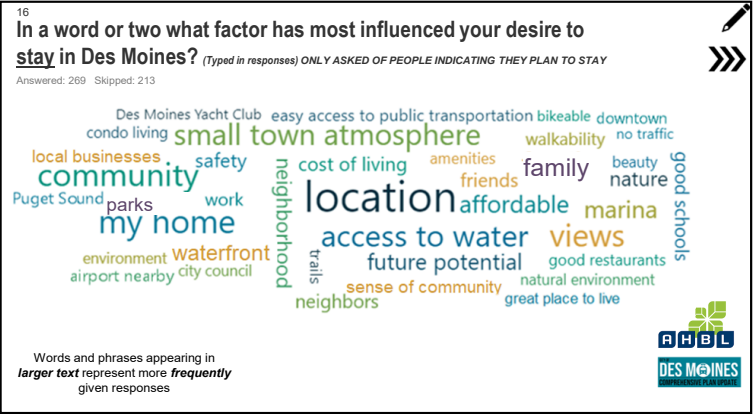 16
In a word or two what factor has most influenced your desire to
stay in Des Moines? (Typed in responses) ONLY ASKED OF PEOPLE INDICATING THEY PLAN TO STAY
Answered: 269 Skipped: 213
Des Moines Yacht Club easy access to public transportation bikeable downtown
condo living small town atmosphere walkability no traffic
local businesses safety cost of living amenities family beauty
community neighborhood friends nature good schools
Puget Sound parks work location affordable marina
my home access to water views
environment waterfront trails future potential good restaurants
airport nearby city council sense of community natural environment
neighbors great place to live
Words and phrases appearing in
larger text represent more frequently
given responses
AHBL
DES MOINES
COMPREHENSIVE PLAN UPDATE